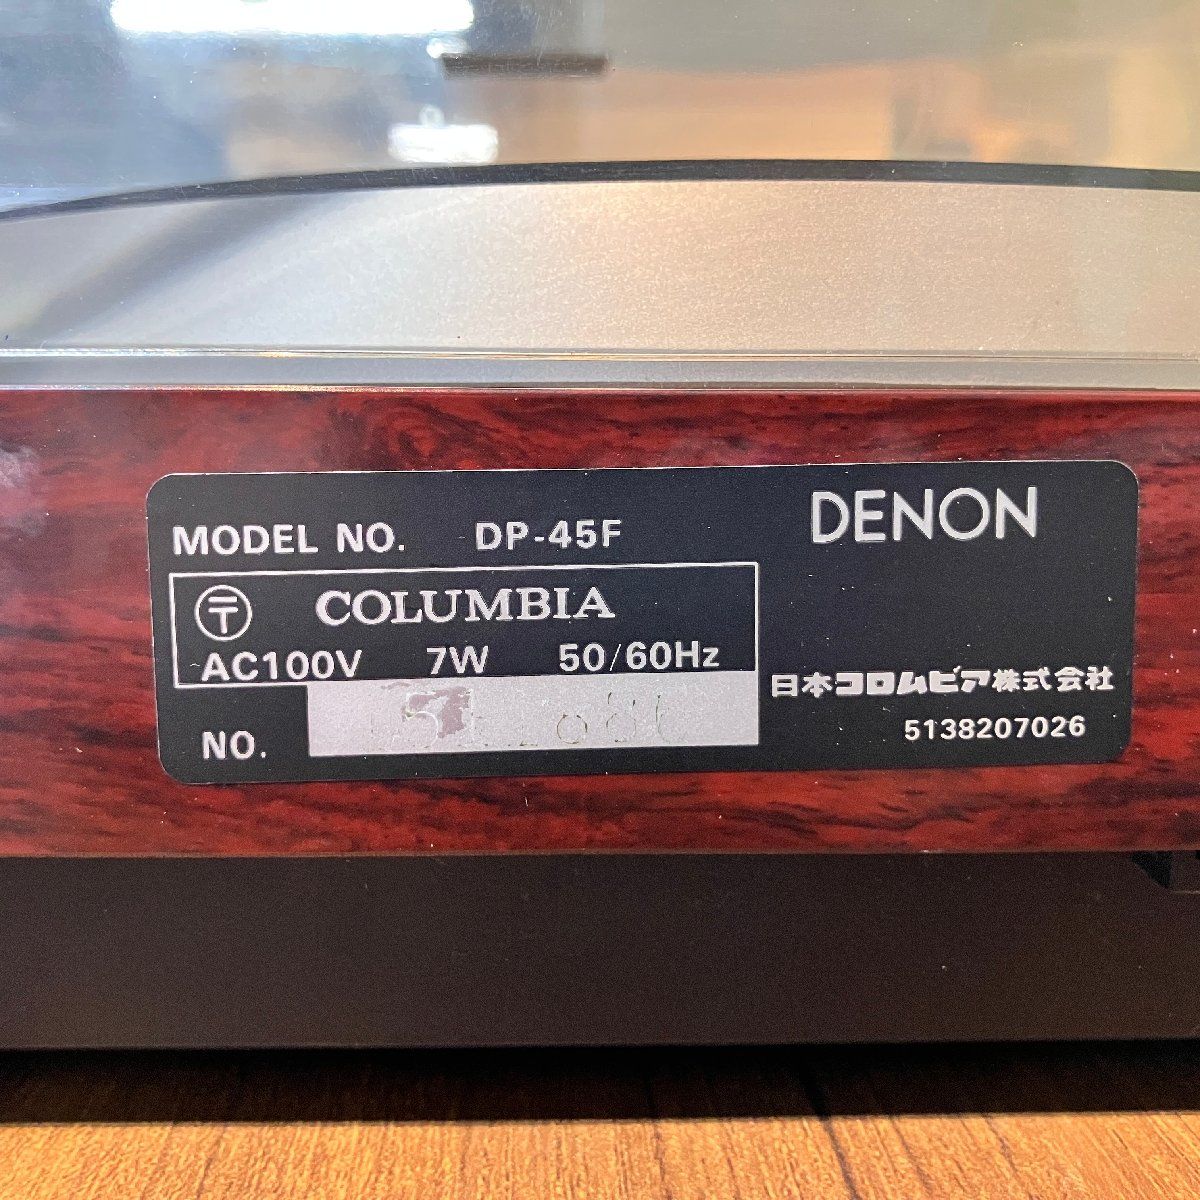 MODEL NO. DP-45F
DENON
〒 COLUMBIA
AC100V 7W 50/60Hz
NO.
日本コロムビア株式会社
5138207026